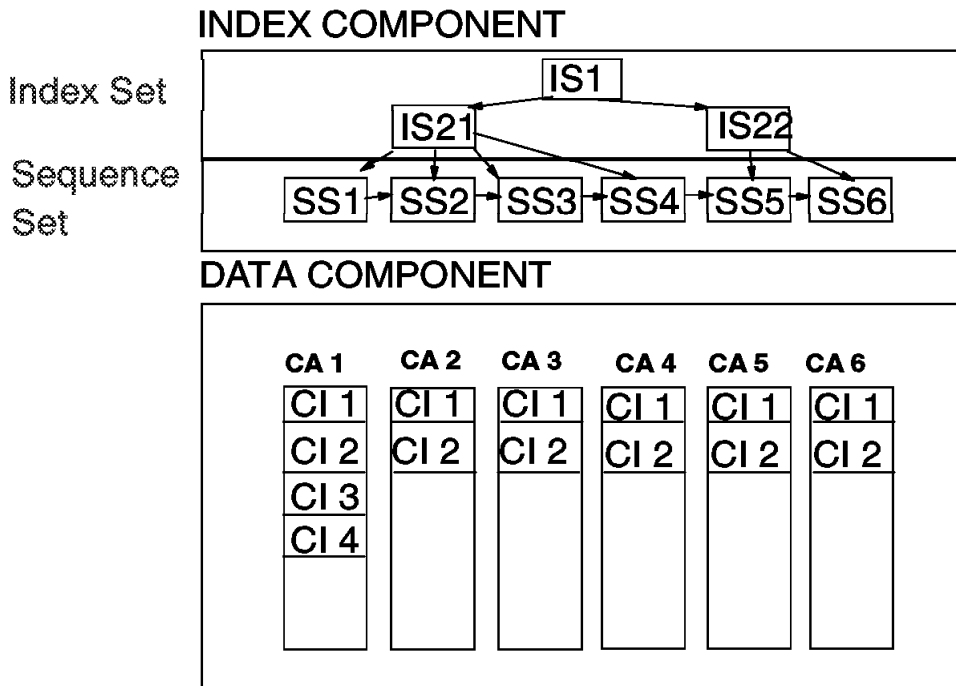 INDEX COMPONENT
Index Set
IS1
IS21 IS22
Sequence
Set
SS1 SS2 SS3 SS4 SS5 SS6
DATA COMPONENT
CA 1 CA 2 CA 3 CA 4 CA 5 CA 6
CI 1 CI 1 CI 1 CI 1 CI 1 CI 1
CI 2 CI 2 CI 2 CI 2 CI 2 CI 2
CI 3
CI 4